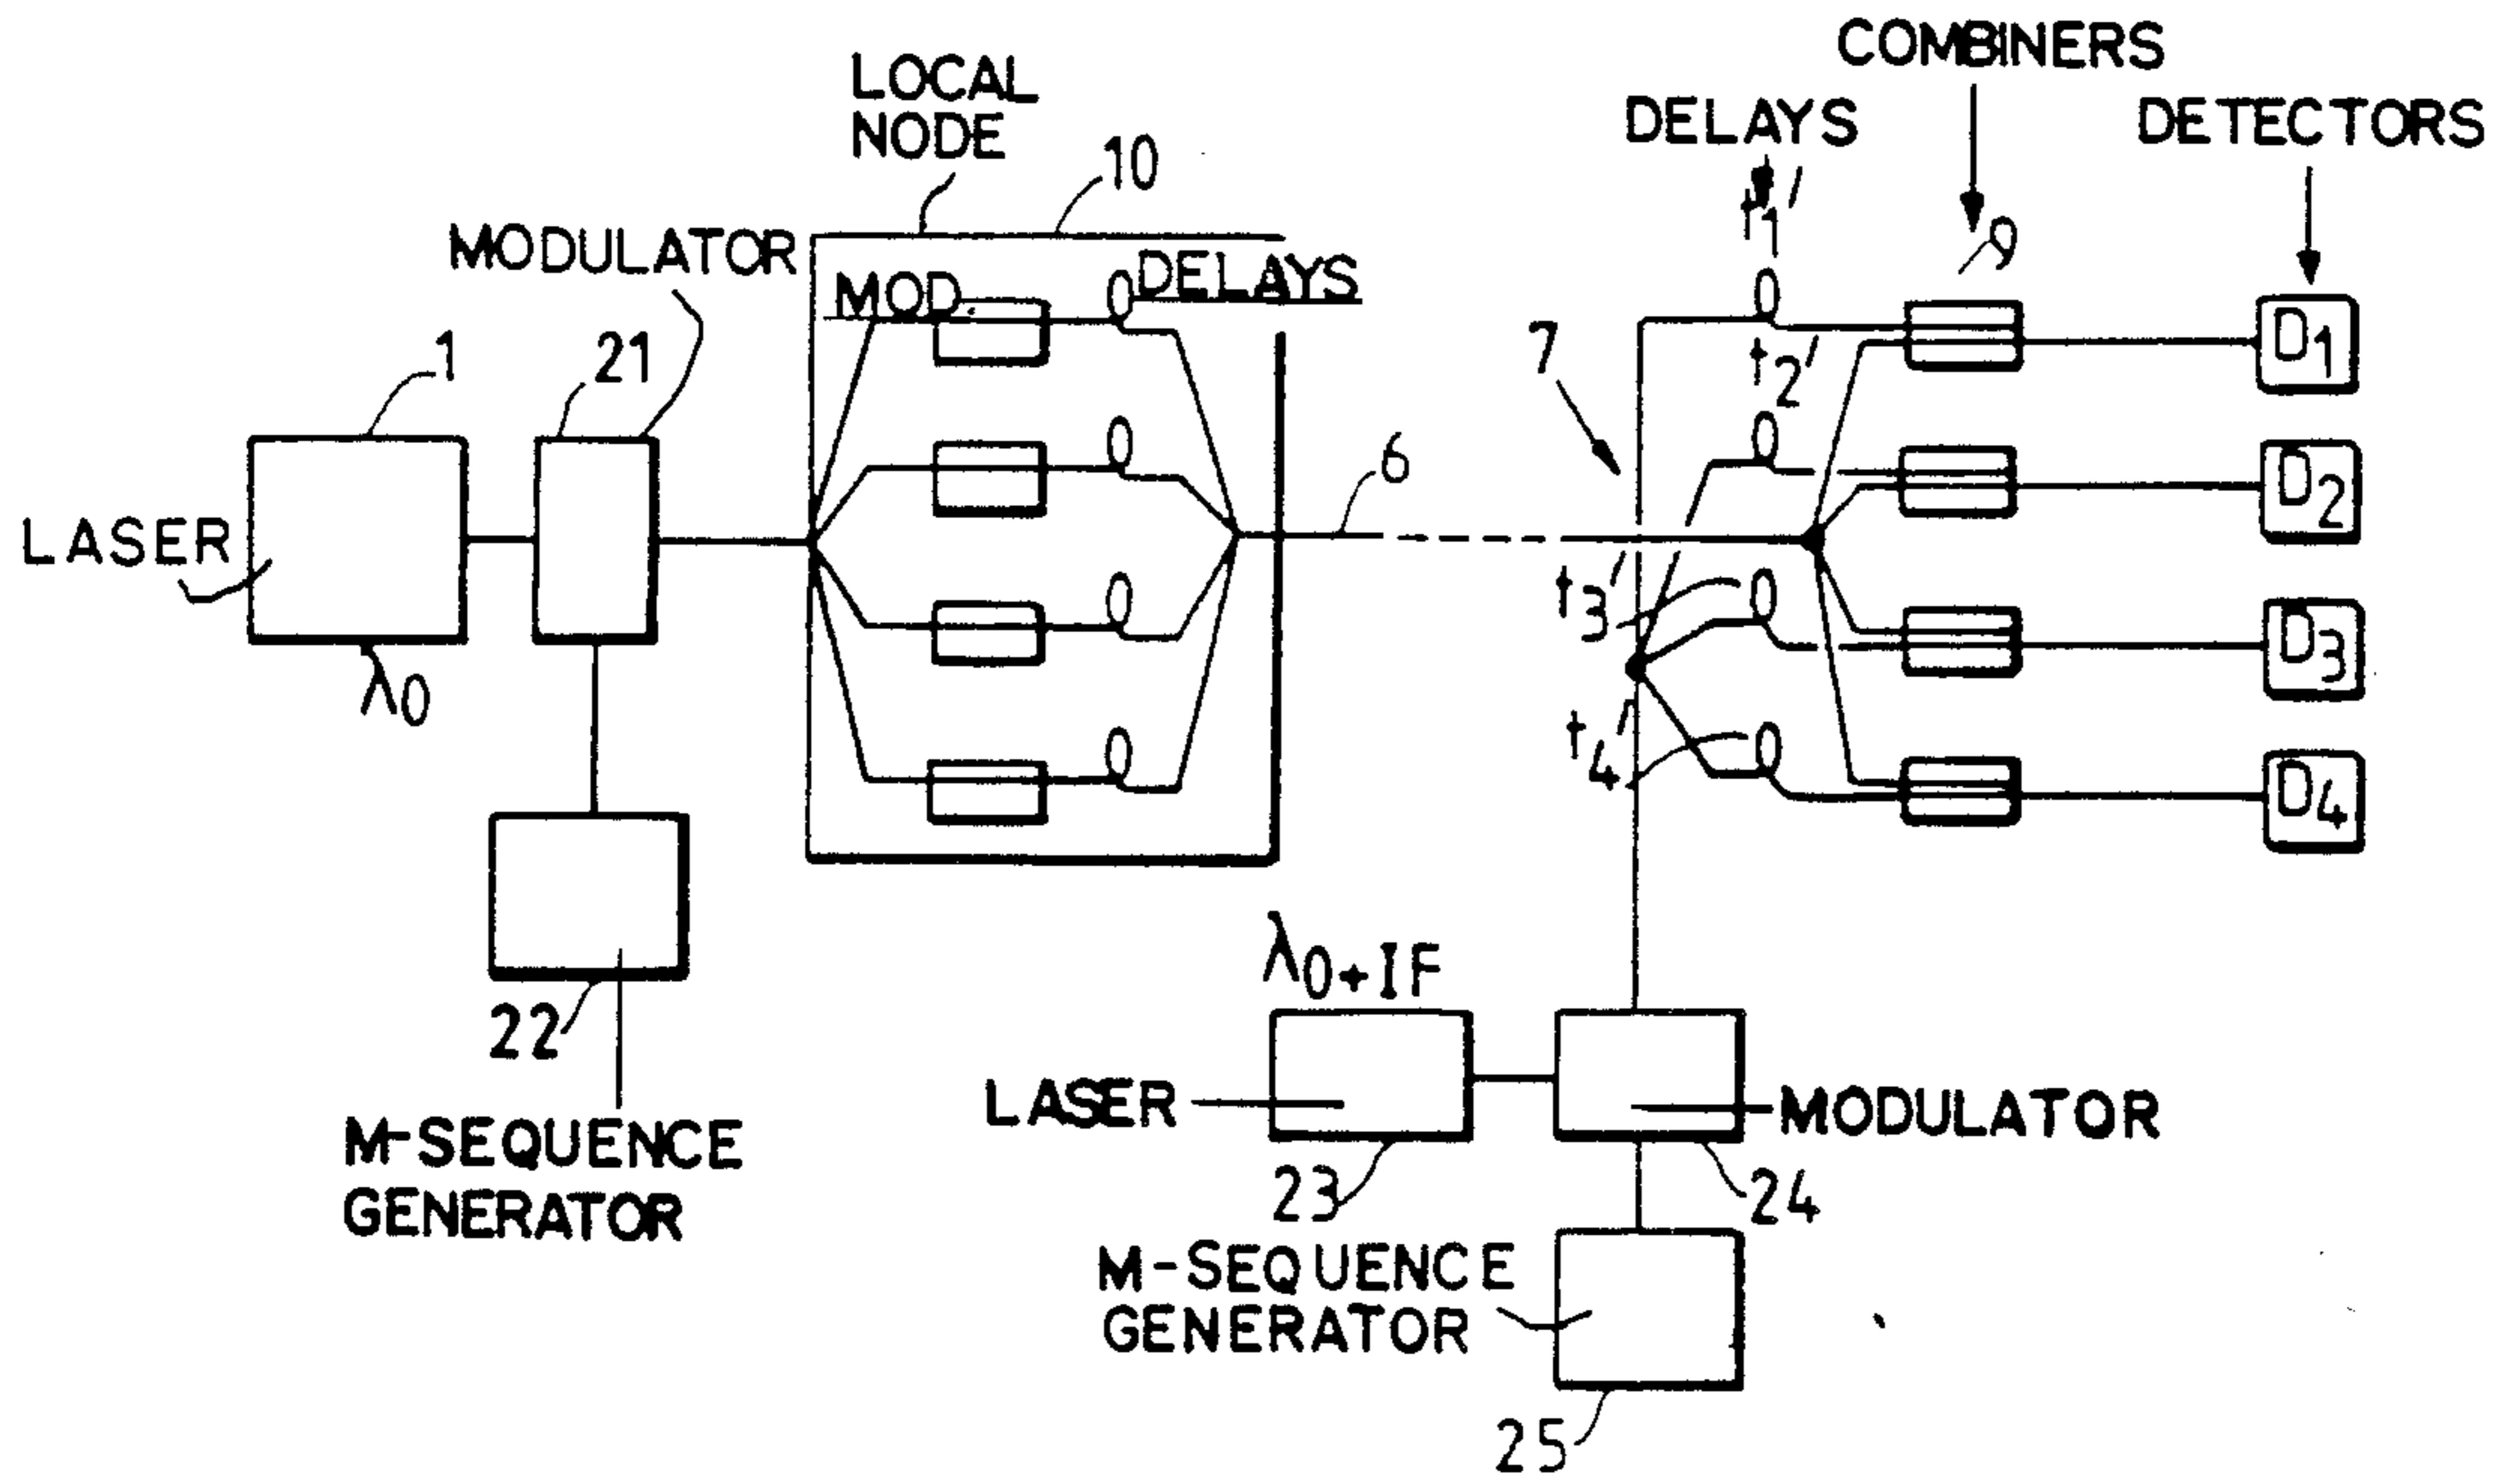 COMBINERS
LOCAL
NODE
DELAYS
DETECTORS
10
t1'
9
MODULATOR
MOD.
DELAYS
1
21
7
t2'
D1
6
D2
LASER
t3'
D3
λ0
t4'
D4
λ0+IF
22
LASER
MODULATOR
M-SEQUENCE
GENERATOR
23
24
M-SEQUENCE
GENERATOR
25